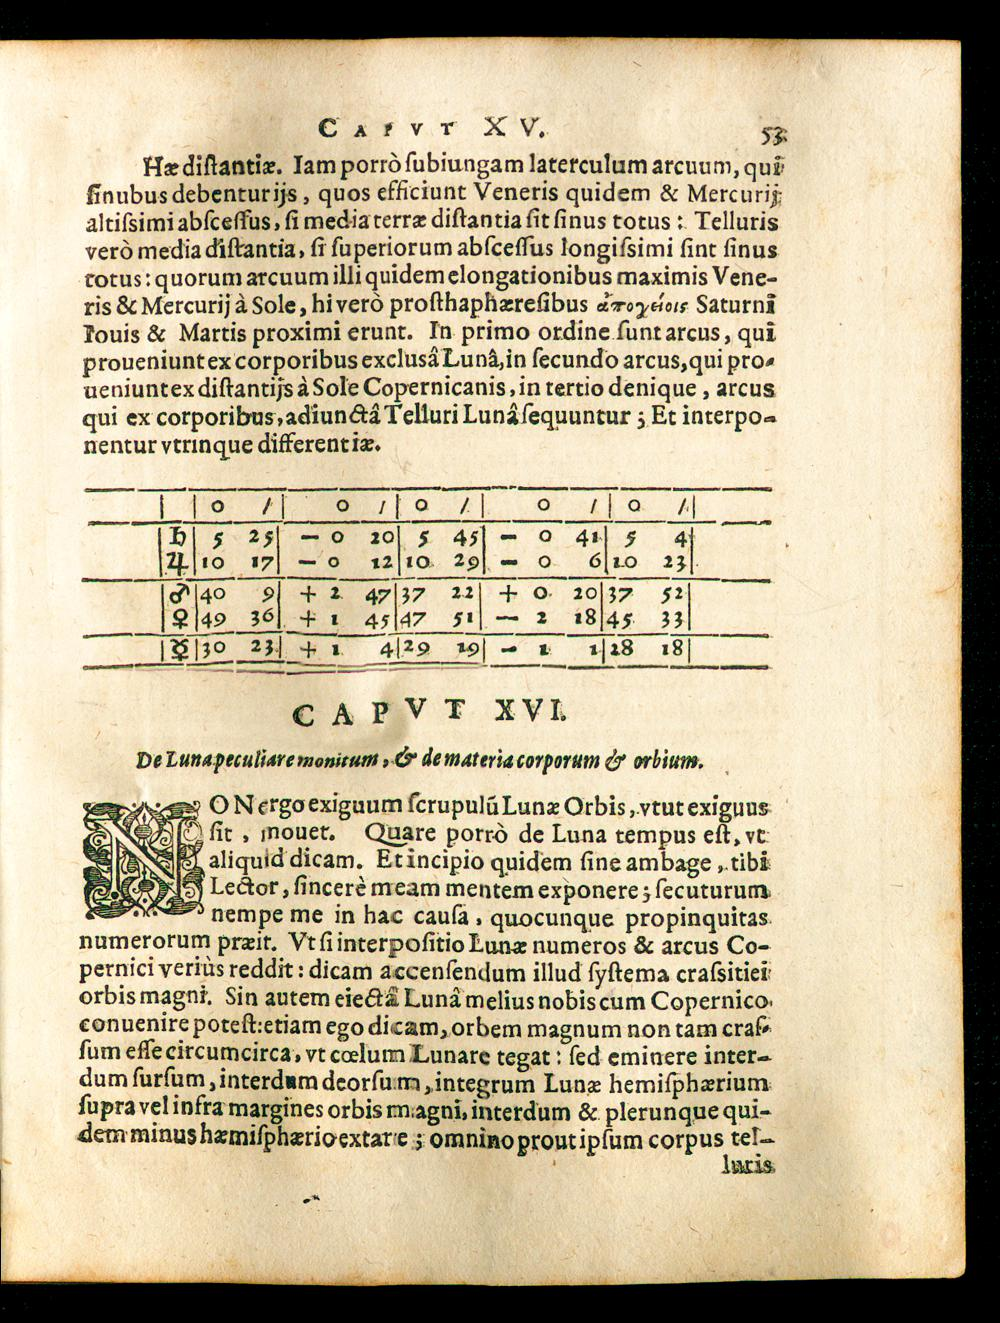 CAPVT XV. 53
Hæ distantiæ. Iam porrò subiungam laterculum arcuum, qui
sinubus debentur ijs, quos efficiunt Veneris quidem & Mercurij
altissimi abscessus, si media terræ distantia sit sinus totus: Telluris
verò media distantia, si superiorum abscessus longissimi sint sinus
totus: quorum arcuum illi quidem elongationibus maximis Vene-
ris & Mercurij à Sole, hi verò prosthaphæresibus ἀπογείοις Saturni
Iouis & Martis proximi erunt. In primo ordine sunt arcus, qui
proueniunt ex corporibus exclusâ Lunâ, in secundo arcus, qui pro-
ueniunt ex distantijs à Sole Copernicanis, in tertio denique, arcus
qui ex corporibus, adiunctâ Telluri Lunâ sequuntur; Et interpo-
nentur vtrinque differentiæ.
0 / 0 / 0 / 0 / 0 /
♄ 5 25 – 0 20 5 45 – 0 41 5 4
♃ 10 17 – 0 12 10 29 – 0 6 10 23
♂ 40 9 + 2 47 37 22 + 0 20 37 52
♀ 49 36 + 1 45 47 51 – 2 18 45 33
☿ 30 23 + 1 4 29 19 – 1 1 28 18
CAPVT XVI.
De Luna peculiare monitum, & de materia corporum & orbium.
NON ergo exiguum scrupulũ Lunæ Orbis, vtut exiguus
sit, mouet. Quare porrò de Luna tempus est, vt
aliquid dicam. Et incipio quidem sine ambage, tibi
Lector, sincerè meam mentem exponere; secuturum
nempe me in hac causa, quocunque propinquitas
numerorum præit. Vt si interpositio Lunæ numeros & arcus Co-
pernici veriùs reddit: dicam accensendum illud systema crassitiei
orbis magni. Sin autem eiectâ Lunâ melius nobis cum Copernico
conuenire potest: etiam ego dicam, orbem magnum non tam cras-
sum esse circumcirca, vt cœlum Lunare tegat: sed eminere inter-
dum sursum, interdum deorsum, integrum Lunæ hemisphærium
supra vel infra margines orbis magni, interdum & plerunque qui-
dem minus hæmisphærio extare; omnino prout ipsum corpus tel-
luris